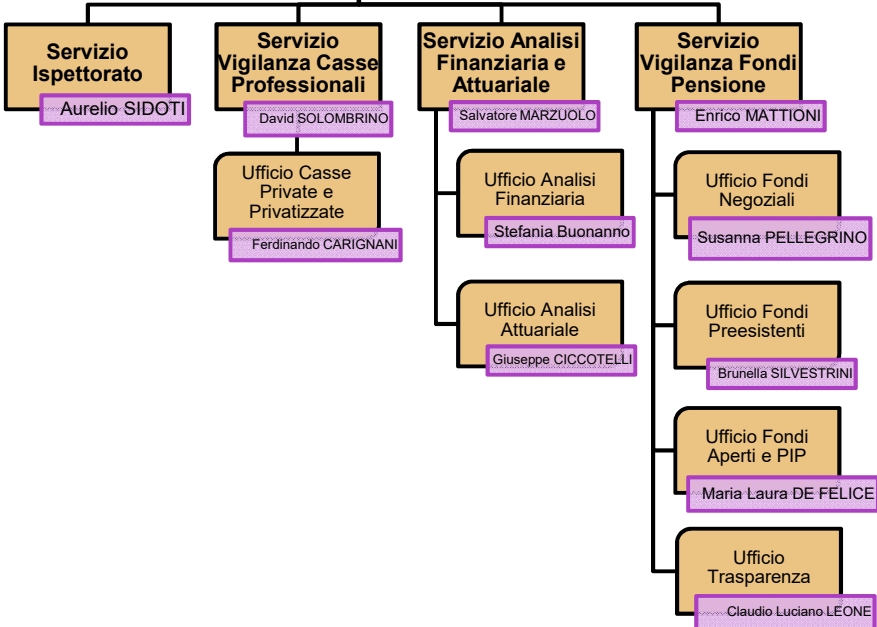 Servizio
Ispettorato
Aurelio SIDOTI
Servizio
Vigilanza Casse
Professionali
David SOLOMBRINO
Ufficio Casse
Private e
Privatizzate
Ferdinando CARIGNANI
Servizio Analisi
Finanziaria e
Attuariale
Salvatore MARZUOLO
Ufficio Analisi
Finanziaria
Stefania Buonanno
Ufficio Analisi
Attuariale
Giuseppe CICCOTELLI
Servizio
Vigilanza Fondi
Pensione
Enrico MATTIONI
Ufficio Fondi
Negoziali
Susanna PELLEGRINO
Ufficio Fondi
Preesistenti
Brunella SILVESTRINI
Ufficio Fondi
Aperti e PIP
Maria Laura DE FELICE
Ufficio
Trasparenza
Claudio Luciano LEONE